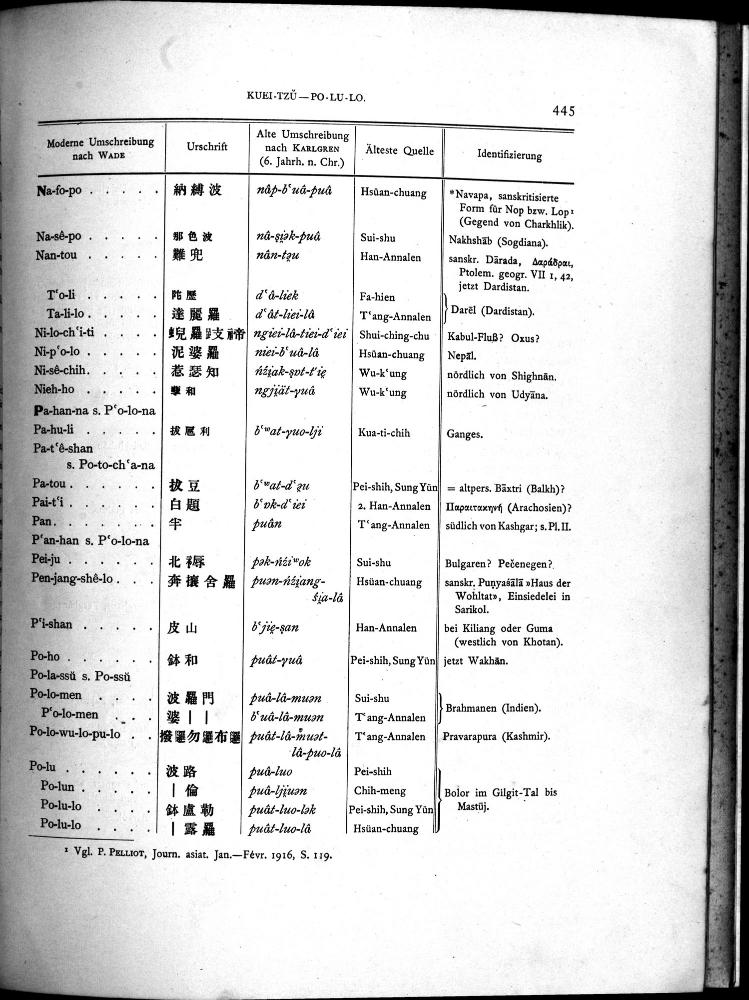 KUEI-TZŬ — PO-LU-LO.
445
Moderne Umschreibung nach WADE | Urschrift | Alte Umschreibung nach KARLGREN (6. Jahrh. n. Chr.) | Älteste Quelle | Identifizierung
Na-fo-po . . . . . 納縛波 nâp-bʻuâ-puâ Hsüan-chuang *Navapa, sanskritisierte
Form für Nop bzw. Lop¹
(Gegend von Charkhlik).
Na-sê-po . . . . . 那色波 nâ-ṣi̯ək-puâ Sui-shu Nakhshāb (Sogdiana).
Nan-tou . . . . . 難兜 nân-tə̯u Han-Annalen sanskr. Dārada, Δαράδραι,
Ptolem. geogr. VII 1, 42,
jetzt Dardistan.
Tʻo-li . . . . 陀歷 dʻâ-liek Fa-hien
Ta-li-lo . . . . . 達麗羅 dʻât-liei-lâ Tʻang-Annalen Darēl (Dardistan).
Ni-lo-chʻi-ti . . . . 蜺羅跂禘 ngiei-lâ-tiei-dʻiei Shui-ching-chu Kabul-Fluß? Oxus?
Ni-pʻo-lo . . . . . 泥婆羅 niei-bʻuâ-lâ Hsüan-chuang Nepāl.
Ni-sê-chih. . . . . 惹瑟知 ńźi̯ak-ṣɒt-tʻie̯ Wu-kʻung nördlich von Shighnān.
Nieh-ho . . . . . 孽和 ngji̯ät-γuâ Wu-kʻung nördlich von Udyāna.
Pa-han-na s. Pʻo-lo-na
Pa-hu-li . . . . . 拔扈利 bʻʷat-γuo-lji Kua-ti-chih Ganges.
Pa-tʻê-shan
s. Po-to-chʻa-na
Pa-tou . . . . . . 拔豆 bʻʷat-dʻə̯u Pei-shih, Sung Yün = altpers. Bāxtri (Balkh)?
Pai-tʻi . . . . . . 白題 bʻɒk-dʻiei 2. Han-Annalen Παραιτακηνή (Arachosien)?
Pan. . . . . . . 牢 puân Tʻang-Annalen südlich von Kashgar; s. Pl. II.
Pʻan-han s. Pʻo-lo-na
Pei-ju . . . . . . 北褥 pək-ńźi̯ʷok Sui-shu Bulgaren? Pečenegen?
Pen-jang-shê-lo . . . 奔攘舍羅 puən-ńźi̯ang- Hsüan-chuang sanskr. Puṇyaśālā »Haus der
śi̯a-lâ Wohltat», Einsiedelei in
Sarikol.
Pʻi-shan . . . . . 皮山 bʻjie̯-ṣan Han-Annalen bei Kiliang oder Guma
(westlich von Khotan).
Po-ho . . . . . . 鉢和 puât-γuâ Pei-shih, Sung Yün jetzt Wakhān.
Po-la-ssŭ s. Po-ssŭ
Po-lo-men . . . . 波羅門 puâ-lâ-muən Sui-shu
Pʻo-lo-men . . . 婆｜｜ bʻuâ-lâ-muən Tʻang-Annalen Brahmanen (Indien).
Po-lo-wu-lo-pu-lo . . 撥邏勿邏布邏 puât-lâ-muət- Tʻang-Annalen Pravarapura (Kashmir).
lâ-puo-lâ
Po-lu . . . . . . 波路 puâ-luo Pei-shih
Po-lun . . . . . ｜倫 puâ-lji̯uən Chih-meng Bolor im Gilgit-Tal bis
Po-lu-lo . . . . 鉢盧勒 puât-luo-lək Pei-shih, Sung Yün Mastūj.
Po-lu-lo . . . . ｜露羅 puât-luo-lâ Hsüan-chuang
¹ Vgl. P. PELLIOT, Journ. asiat. Jan.—Févr. 1916, S. 119.